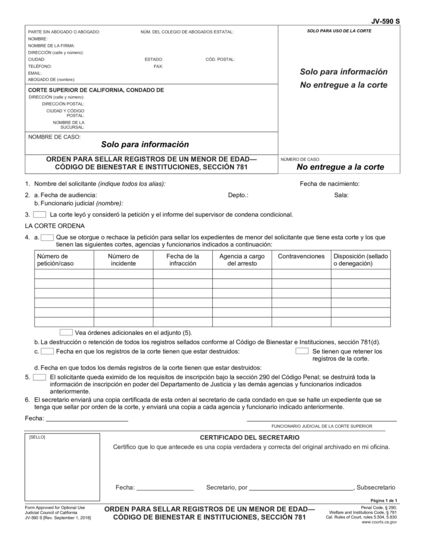 JV-590 S
PARTE SIN ABOGADO O ABOGADO: NÚM. DEL COLEGIO DE ABOGADOS ESTATAL:
NOMBRE:
NOMBRE DE LA FIRMA:
DIRECCIÓN (calle y número):
CIUDAD: ESTADO: CÓD. POSTAL:
TELÉFONO: FAX:
EMAIL:
ABOGADO DE (nombre):
SOLO PARA USO DE LA CORTE
Solo para información
No entregue a la corte
CORTE SUPERIOR DE CALIFORNIA, CONDADO DE
DIRECCIÓN (calle y número):
DIRECCIÓN POSTAL:
CIUDAD Y CÓDIGO
POSTAL:
NOMBRE DE LA
SUCURSAL:
NOMBRE DE CASO:
Solo para información
ORDEN PARA SELLAR REGISTROS DE UN MENOR DE EDAD—
CÓDIGO DE BIENESTAR E INSTITUCIONES, SECCIÓN 781
NÚMERO DE CASO:
No entregue a la corte
1. Nombre del solicitante (indique todos los alias): Fecha de nacimiento:
2. a. Fecha de audiencia: Depto.: Sala:
b. Funcionario judicial (nombre):
3. La corte leyó y consideró la petición y el informe del supervisor de condena condicional.
LA CORTE ORDENA
4. a. Que se otorgue o rechace la petición para sellar los expedientes de menor del solicitante que tiene esta corte y los que
tienen las siguientes cortes, agencias y funcionarios indicados a continuación:
Número de petición/caso Número de incidente Fecha de la infracción Agencia a cargo del arresto Contravenciones Disposición (sellado o denegación)
Vea órdenes adicionales en el adjunto (5).
b. La destrucción o retención de todos los registros sellados conforme al Código de Bienestar e Instituciones, sección 781(d).
c. Fecha en que los registros de la corte tienen que estar destruidos: Se tienen que retener los
registros de la corte.
d. Fecha en que todos los demás registros de la corte tienen que estar destruidos:
5. El solicitante queda eximido de los requisitos de inscripción bajo la sección 290 del Código Penal; se destruirá toda la
información de inscripción en poder del Departamento de Justicia y las demás agencias y funcionarios indicados
anteriormente.
6. El secretario enviará una copia certificada de esta orden al secretario de cada condado en que se halle un expediente que se
tenga que sellar por orden de la corte, y enviará una copia a cada agencia y funcionario indicado anteriormente.
Fecha:
FUNCIONARIO JUDICIAL DE LA CORTE SUPERIOR
[SELLO]
CERTIFICADO DEL SECRETARIO
Certifico que lo que antecede es una copia verdadera y correcta del original archivado en mi oficina.
Fecha: Secretario, por , Subsecretario
Página 1 de 1
Form Approved for Optional Use
Judicial Council of California
JV-590 S [Rev. September 1, 2018]
ORDEN PARA SELLAR REGISTROS DE UN MENOR DE EDAD—
CÓDIGO DE BIENESTAR E INSTITUCIONES, SECCIÓN 781
Penal Code, § 290;
Welfare and Institutions Code, § 781
Cal. Rules of Court, rules 5.504, 5.830
www.courts.ca.gov